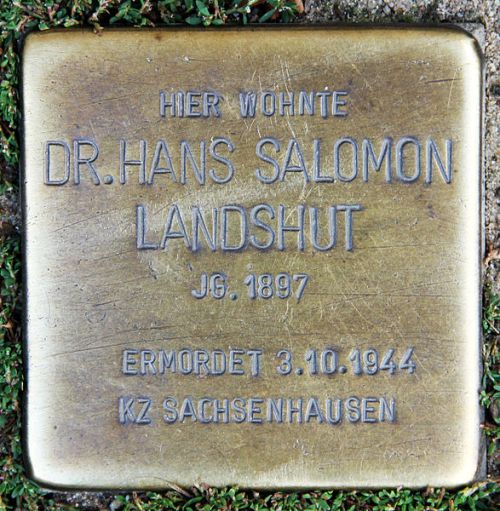 HIER WOHNTE
DR. HANS SALOMON
LANDSHUT
JG. 1897
ERMORDET 3.10.1944
KZ SACHSENHAUSEN